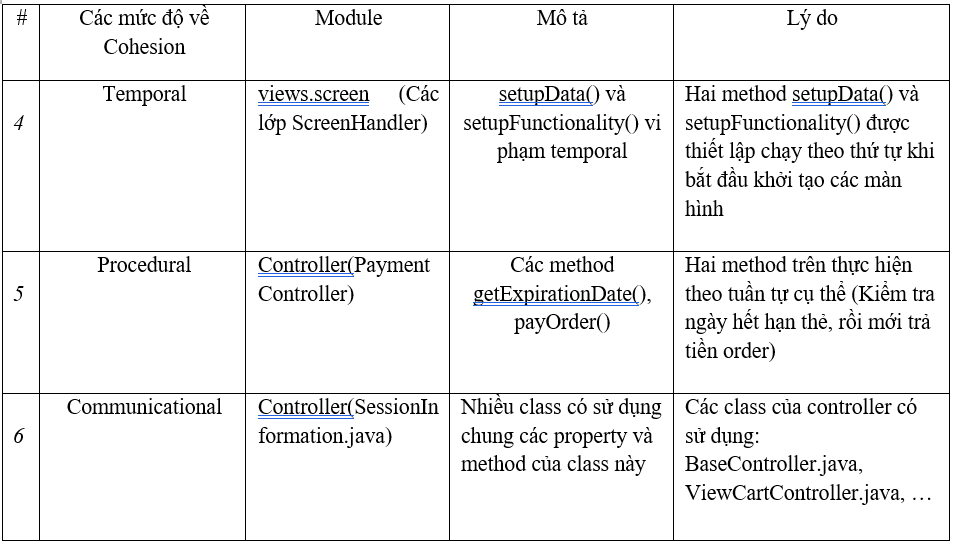 #
Các mức độ về
Cohesion
Module
Mô tả
Lý do
4
Temporal
views.screen (Các
lớp ScreenHandler)
setupData() và
setupFunctionality() vi
phạm temporal
Hai method setupData() và
setupFunctionality() được
thiết lập chạy theo thứ tự khi
bắt đầu khởi tạo các màn
hình
5
Procedural
Controller(Payment
Controller)
Các method
getExpirationDate(),
payOrder()
Hai method trên thực hiện
theo tuần tự cụ thể (Kiểm tra
ngày hết hạn thẻ, rồi mới trả
tiền order)
6
Communicational
Controller(SessionIn
formation.java)
Nhiều class có sử dụng
chung các property và
method của class này
Các class của controller có
sử dụng:
BaseController.java,
ViewCartController.java, …